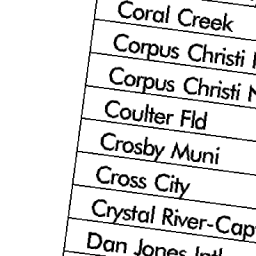 Coral Creek
Corpus Christi
Corpus Christi
Coulter Fld
Crosby Muni
Cross City
Crystal River-Cap
Dan Jones Intl